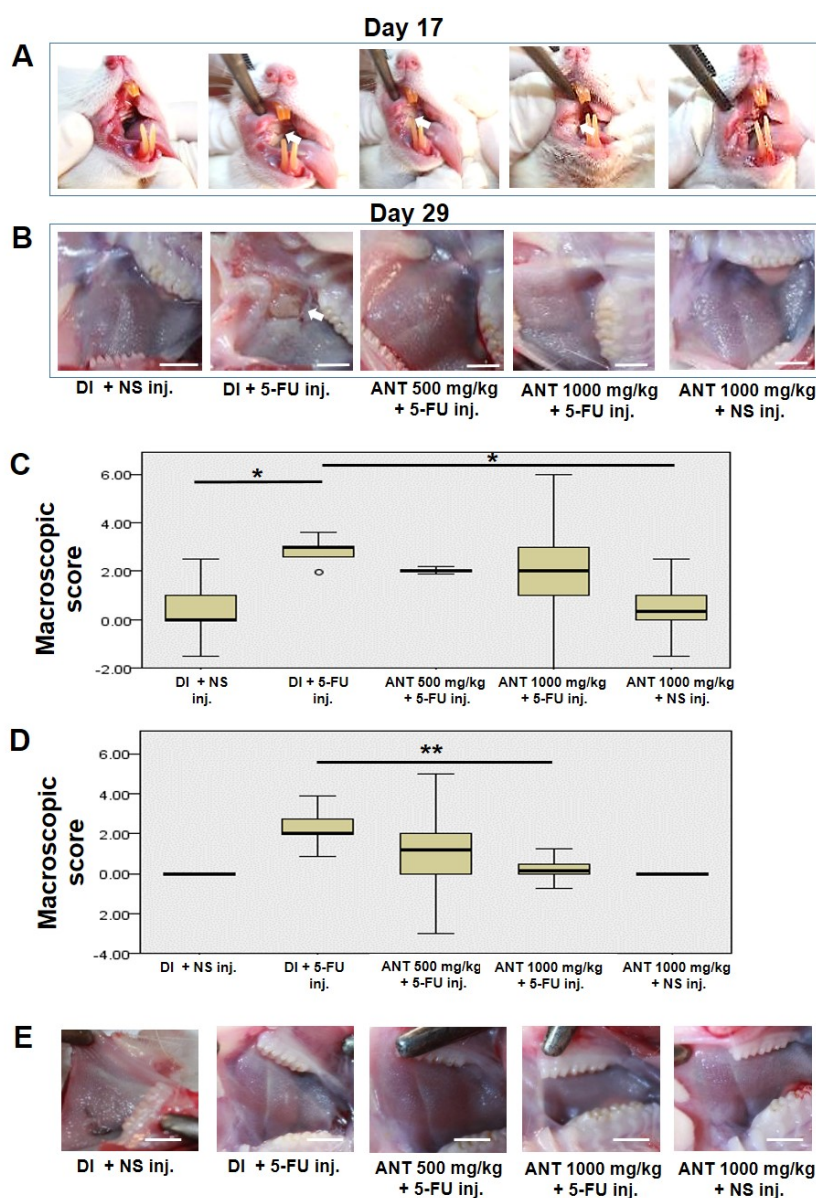 Day 17
A
Day 29
B
DI + NS inj.
DI + 5-FU inj.
ANT 500 mg/kg
+ 5-FU inj.
ANT 1000 mg/kg
+ 5-FU inj.
ANT 1000 mg/kg
+ NS inj.
C
Macroscopic
score
6.00
4.00
2.00
0.00
-2.00
*
*
DI + NS
inj.
DI + 5-FU
inj.
ANT 500 mg/kg
+ 5-FU inj.
ANT 1000 mg/kg
+ 5-FU inj.
ANT 1000 mg/kg
+ NS inj.
D
Macroscopic
score
6.00
4.00
2.00
0.00
2.00
-4.00
**
DI + NS inj.
DI + 5-FU
inj.
ANT 500 mg/kg
+ 5-FU inj.
ANT 1000 mg/kg
+ 5-FU inj.
ANT 1000 mg/kg
+ NS inj.
E
DI + NS inj.
DI + 5-FU inj.
ANT 500 mg/kg
+ 5-FU inj.
ANT 1000 mg/kg
+ 5-FU inj.
ANT 1000 mg/kg
+ NS inj.